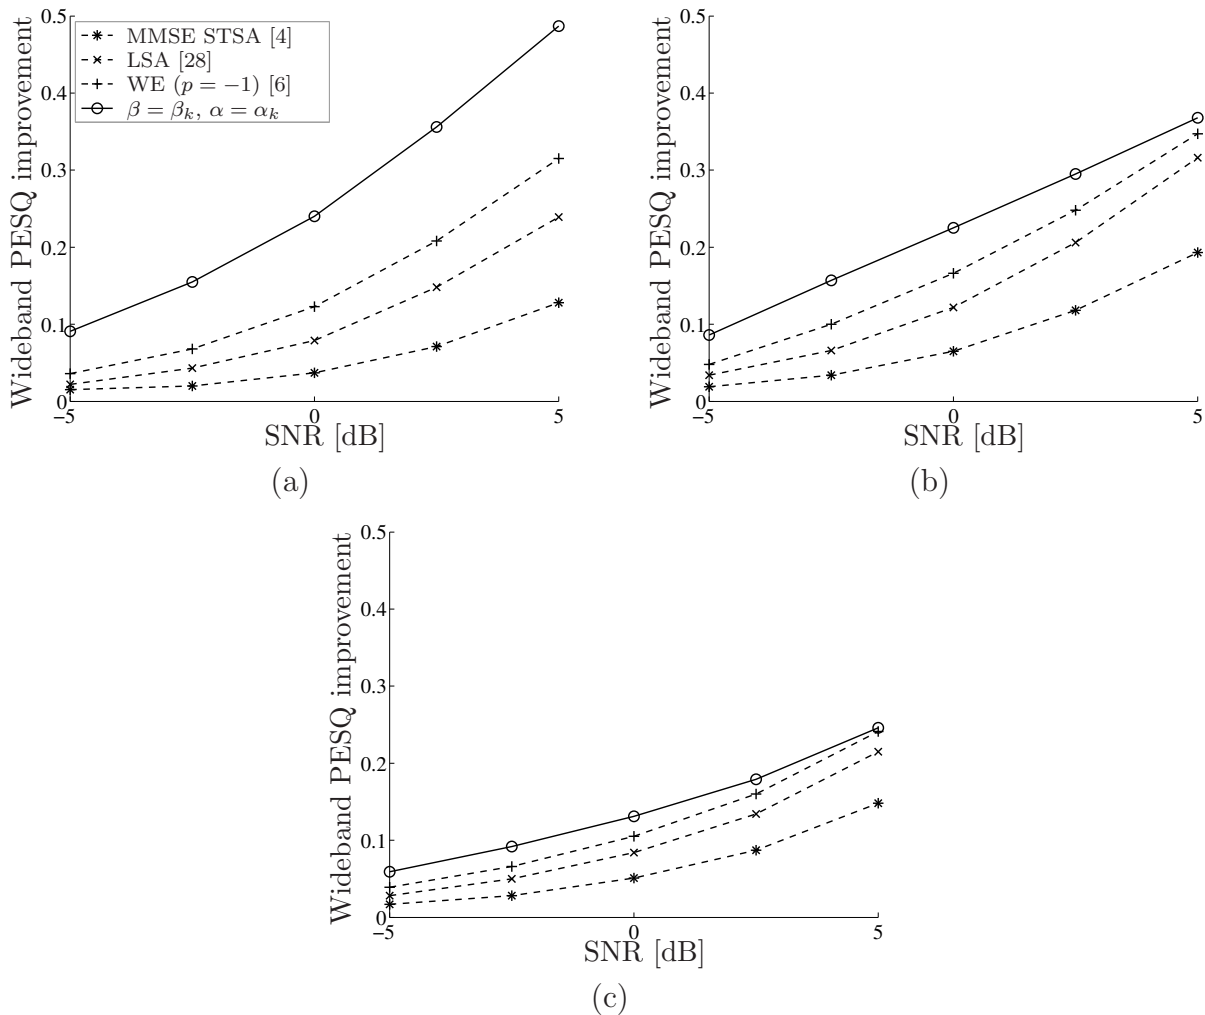 Wideband PESQ improvement
0.5
0.4
0.3
0.2
0.1
0
MMSE STSA [4]
LSA [28]
WE (p = −1) [6]
β = βₖ, α = αₖ
−5
0
5
SNR [dB]
(a)
Wideband PESQ improvement
0.5
0.4
0.3
0.2
0.1
0
−5
0
5
SNR [dB]
(b)
Wideband PESQ improvement
0.5
0.4
0.3
0.2
0.1
0
−5
0
5
SNR [dB]
(c)